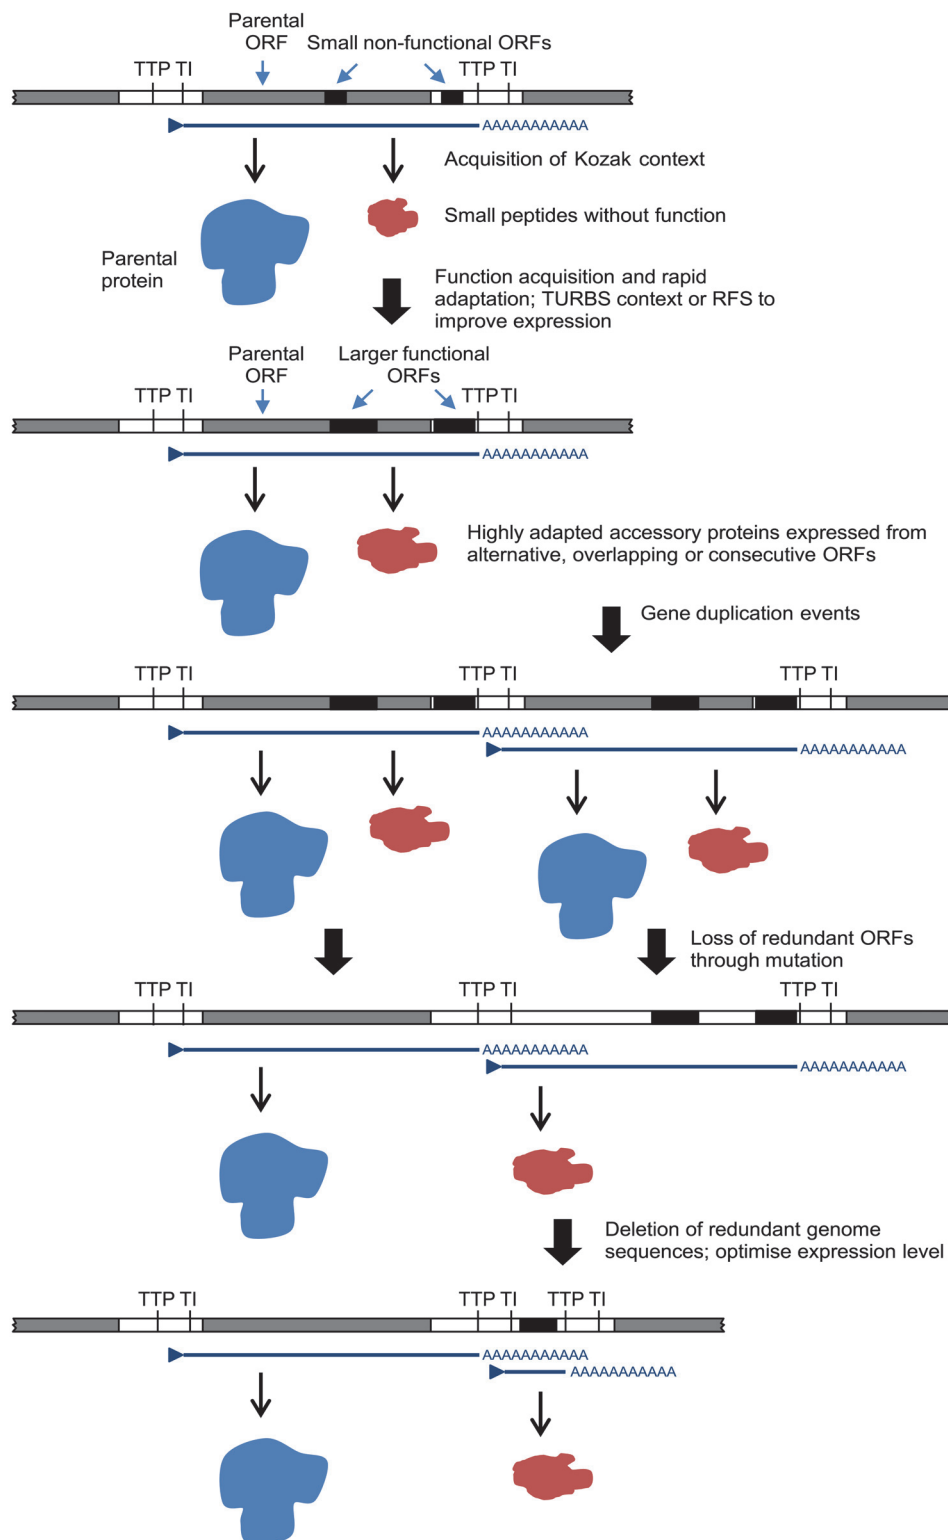 Parental
ORF
Small non-functional ORFs
TTP TI
TTP TI
AAAAAAAAAAA
Acquisition of Kozak context
Small peptides without function
Parental
protein
Function acquisition and rapid
adaptation; TURBS context or RFS to
improve expression
Parental
ORF
Larger functional
ORFs
TTP TI
TTP TI
AAAAAAAAAAA
Highly adapted accessory proteins expressed from
alternative, overlapping or consecutive ORFs
Gene duplication events
TTP TI
TTP TI
TTP TI
AAAAAAAAAAA
AAAAAAAAAAA
Loss of redundant ORFs
through mutation
TTP TI
TTP TI
TTP TI
AAAAAAAAAAA
AAAAAAAAAAA
Deletion of redundant genome
sequences; optimise expression level
TTP TI
TTP TI
TTP TI
AAAAAAAAAAA
AAAAAAAAAAA